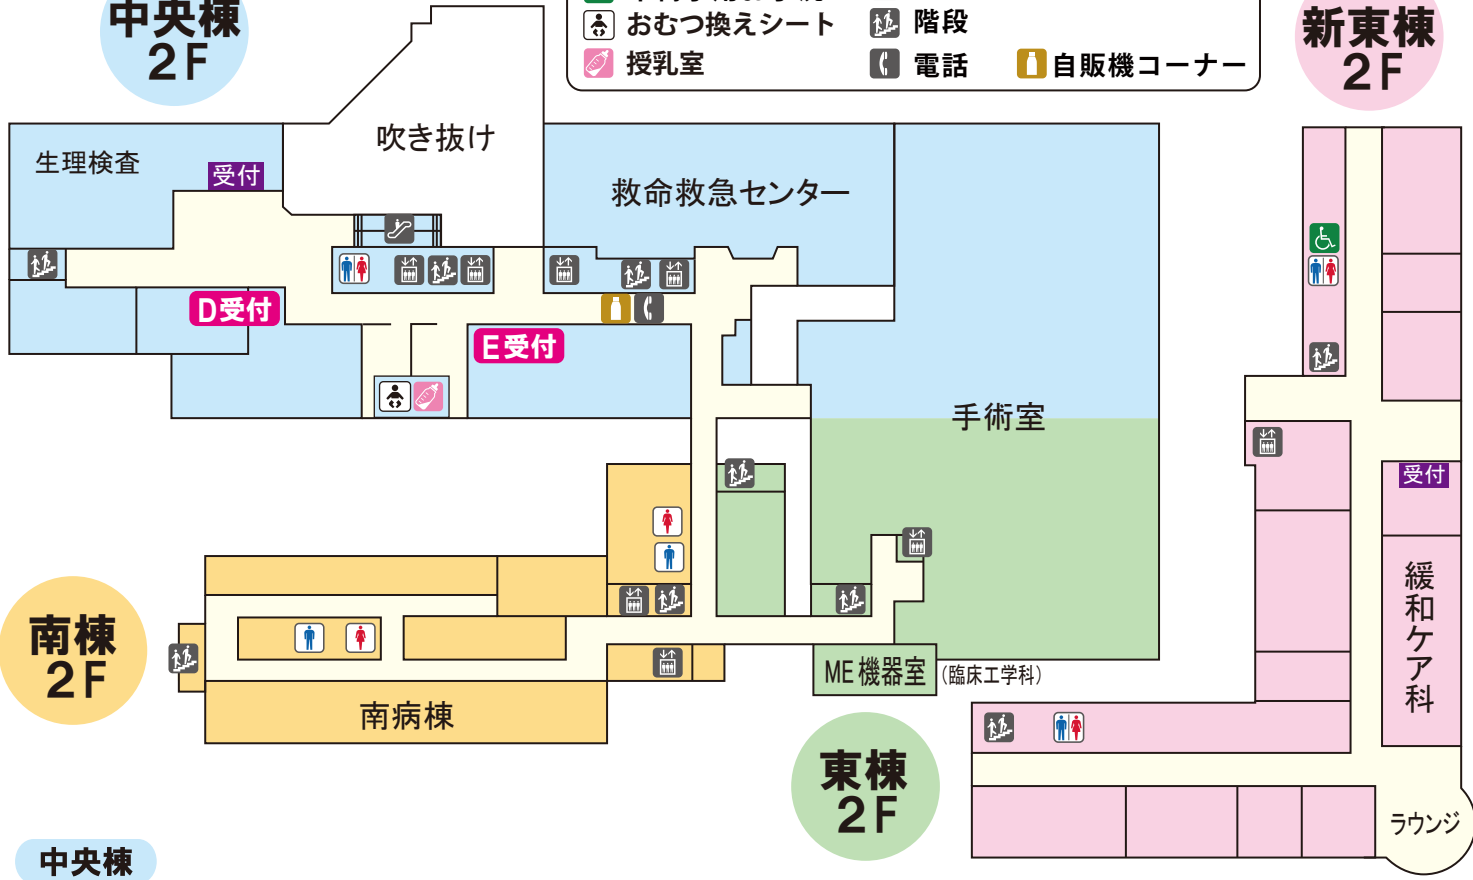 中央棟
2F
おむつ換えシート
階段
授乳室
電話
自販機コーナー
新東棟
2F
吹き抜け
生理検査
受付
救命救急センター
D受付
E受付
手術室
受付
緩和ケア科
南棟
2F
ME機器室
(臨床工学科)
南病棟
東棟
2F
ラウンジ
中央棟